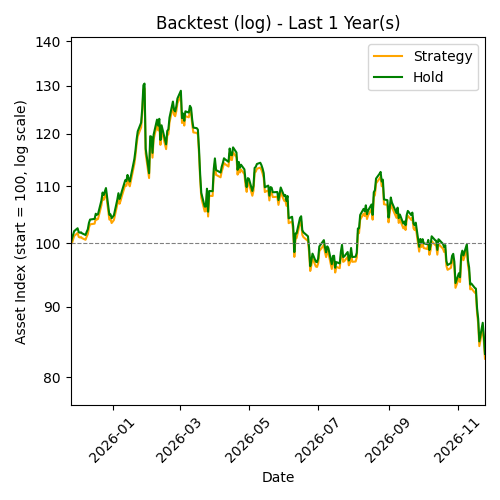 Backtest (log) - Last 1 Year(s)
Strategy
Hold
Asset Index (start = 100, log scale)
140
130
120
110
100
90
80
2026-01
2026-03
2026-05
2026-07
2026-09
2026-11
Date